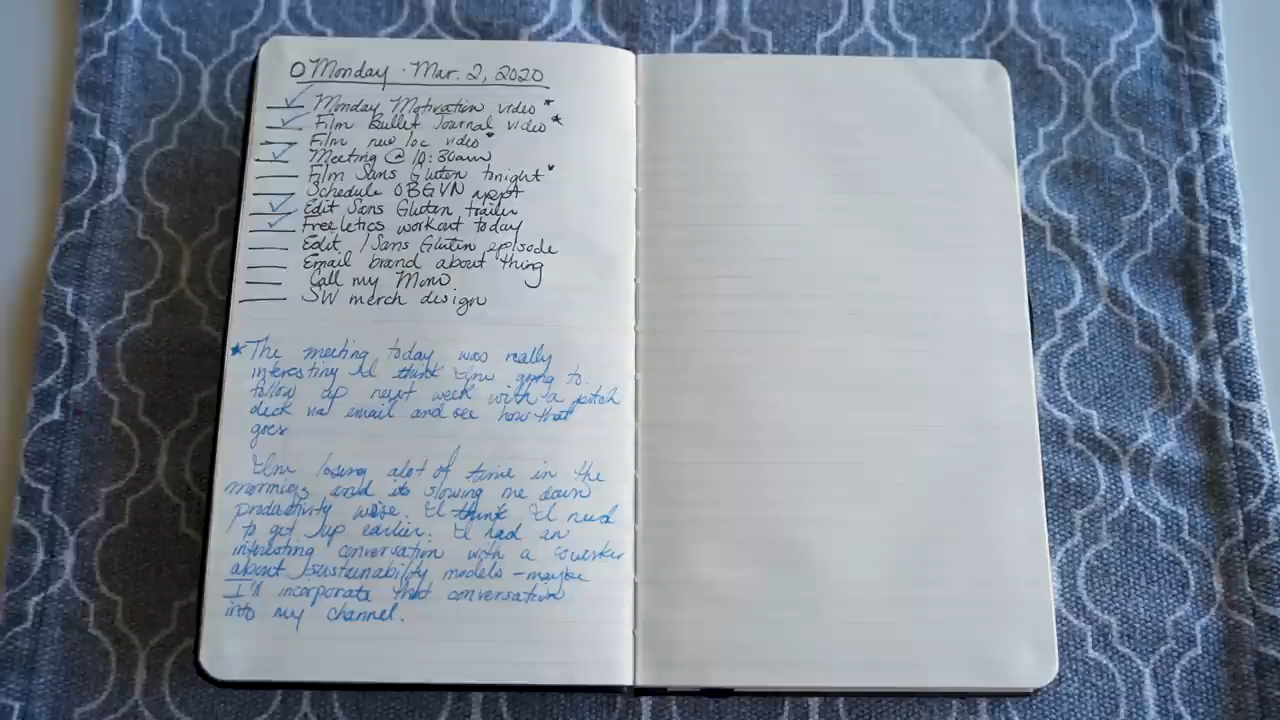 O Monday · Mar. 2, 2020
Monday Motivation video *
Film Bullet Journal video *
Film new loc video
Meeting @ 10:30am
Film Sans Gluten tonight
Schedule OBGYN appt
Edit Sans Gluten trailer
Freeletics workout today
Edit Sans Gluten episode
Email brand about thing
Call my Mom
SW merch design
★ The meeting today was really
interesting I think I'm going to
follow up next week with a pitch
deck via email and see how that
goes
I'm losing alot of time in the
mornings and its slowing me down
productivity wise. I think I need
to get up earlier. I had an
interesting conversation with a coworker
about sustainability models - maybe
I'll incorporate that conversation
into my channel.